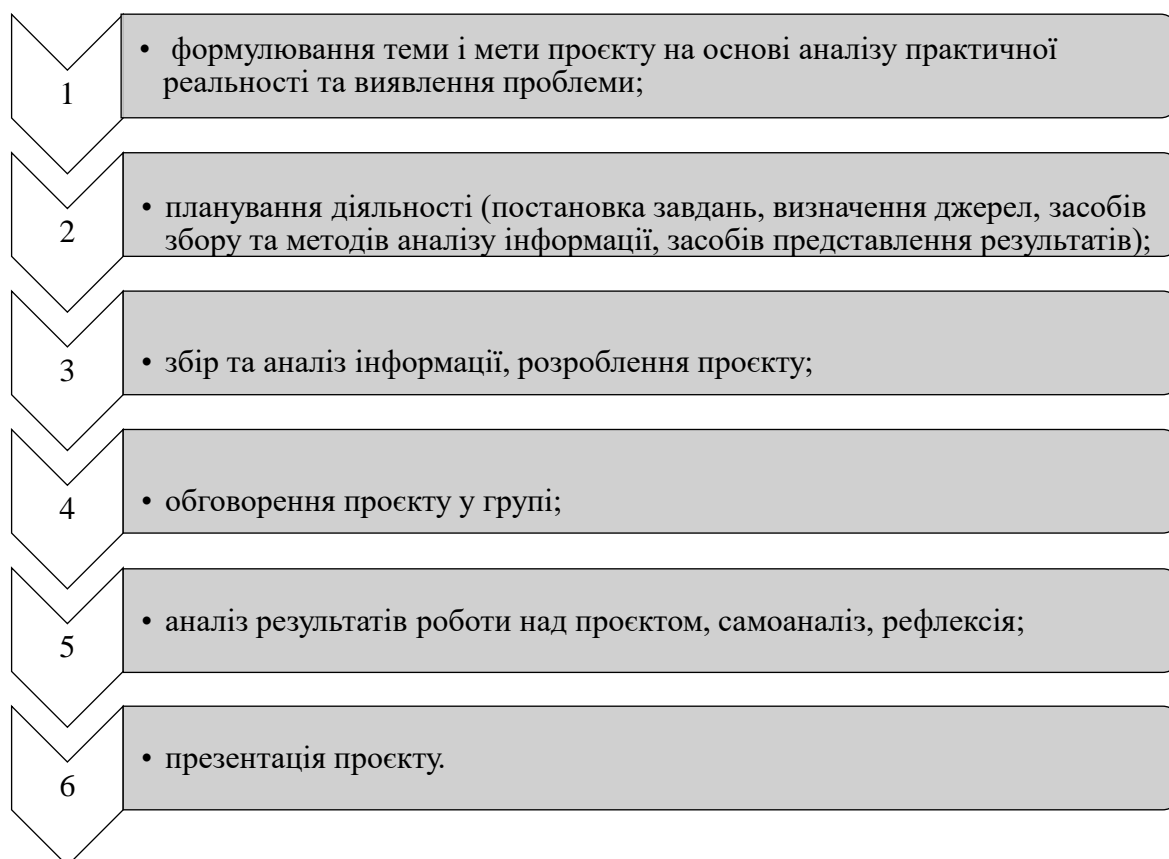 1
• формулювання теми і мети проєкту на основі аналізу практичної
реальності та виявлення проблеми;
2
• планування діяльності (постановка завдань, визначення джерел, засобів
збору та методів аналізу інформації, засобів представлення результатів);
3
• збір та аналіз інформації, розроблення проєкту;
4
• обговорення проєкту у групі;
5
• аналіз результатів роботи над проєктом, самоаналіз, рефлексія;
6
• презентація проєкту.